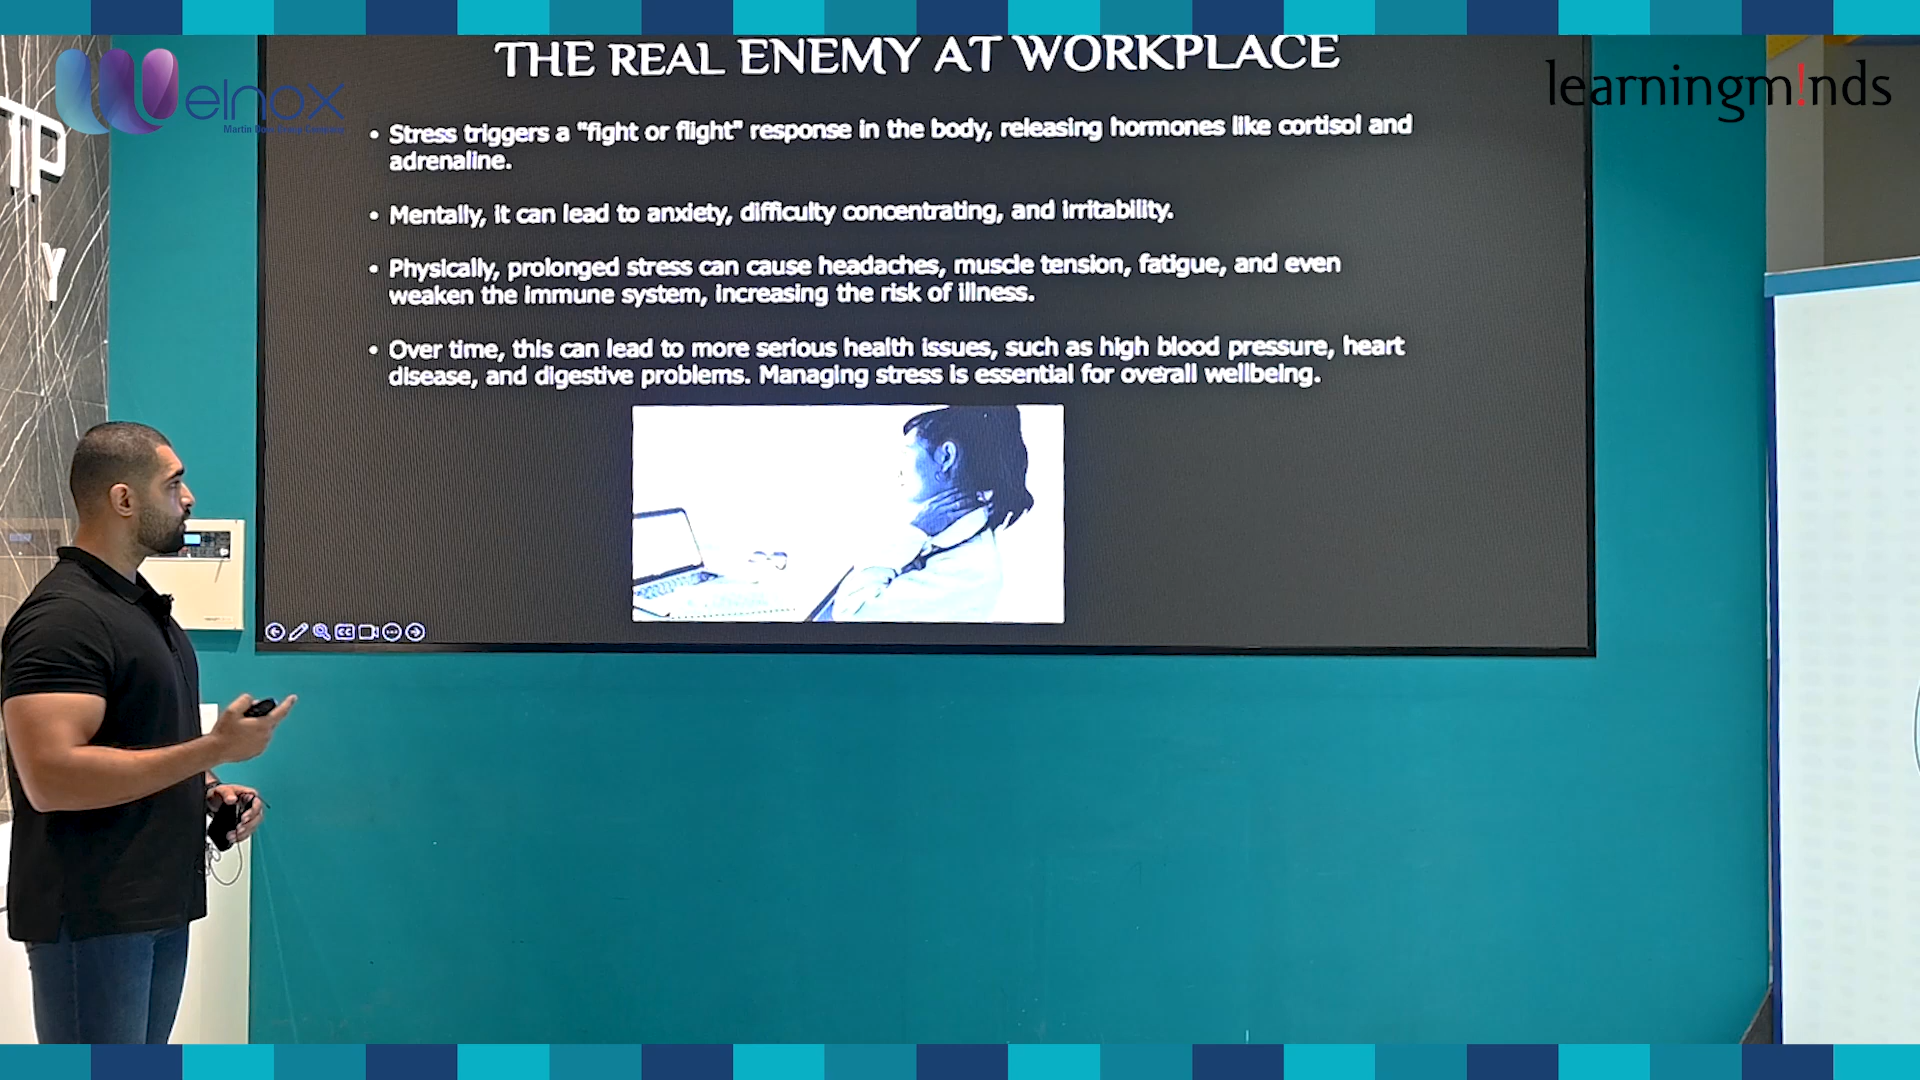 THE REAL ENEMY AT WORKPLACE
welnox
learningm!nds
TP
Y
• Stress triggers a "fight or flight" response in the body, releasing hormones like cortisol and
adrenaline.
• Mentally, it can lead to anxiety, difficulty concentrating, and irritability.
• Physically, prolonged stress can cause headaches, muscle tension, fatigue, and even
weaken the immune system, increasing the risk of illness.
• Over time, this can lead to more serious health issues, such as high blood pressure, heart
disease, and digestive problems. Managing stress is essential for overall wellbeing.
CC